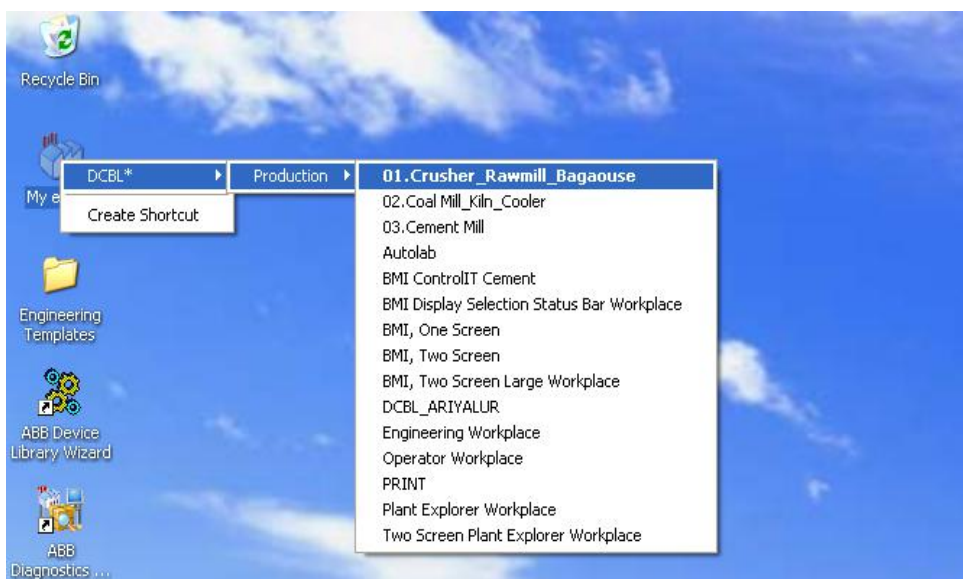 Recycle Bin
My e
DCBL*
Create Shortcut
Production
01.Crusher_Rawmill_Bagaouse
02.Coal Mill_Kiln_Cooler
03.Cement Mill
Autolab
BMI ControlIT Cement
BMI Display Selection Status Bar Workplace
BMI, One Screen
BMI, Two Screen
BMI, Two Screen Large Workplace
DCBL_ARIYALUR
Engineering Workplace
Operator Workplace
PRINT
Plant Explorer Workplace
Two Screen Plant Explorer Workplace
Engineering
Templates
ABB Device
Library Wizard
ABB
Diagnostics ...